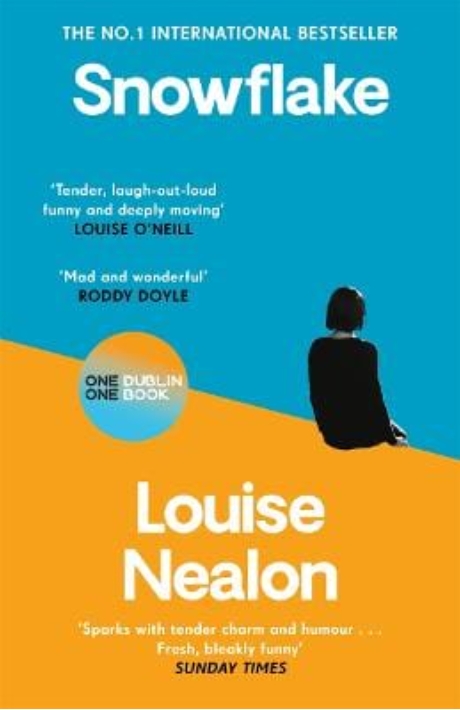 THE NO.1 INTERNATIONAL BESTSELLER
Snowflake
‘Tender, laugh-out-loud
funny and deeply moving’
LOUISE O’NEILL
‘Mad and wonderful’
RODDY DOYLE
ONE DUBLIN
ONE BOOK
Louise
Nealon
‘Sparks with tender charm and humour . . .
Fresh, bleakly funny’
SUNDAY TIMES